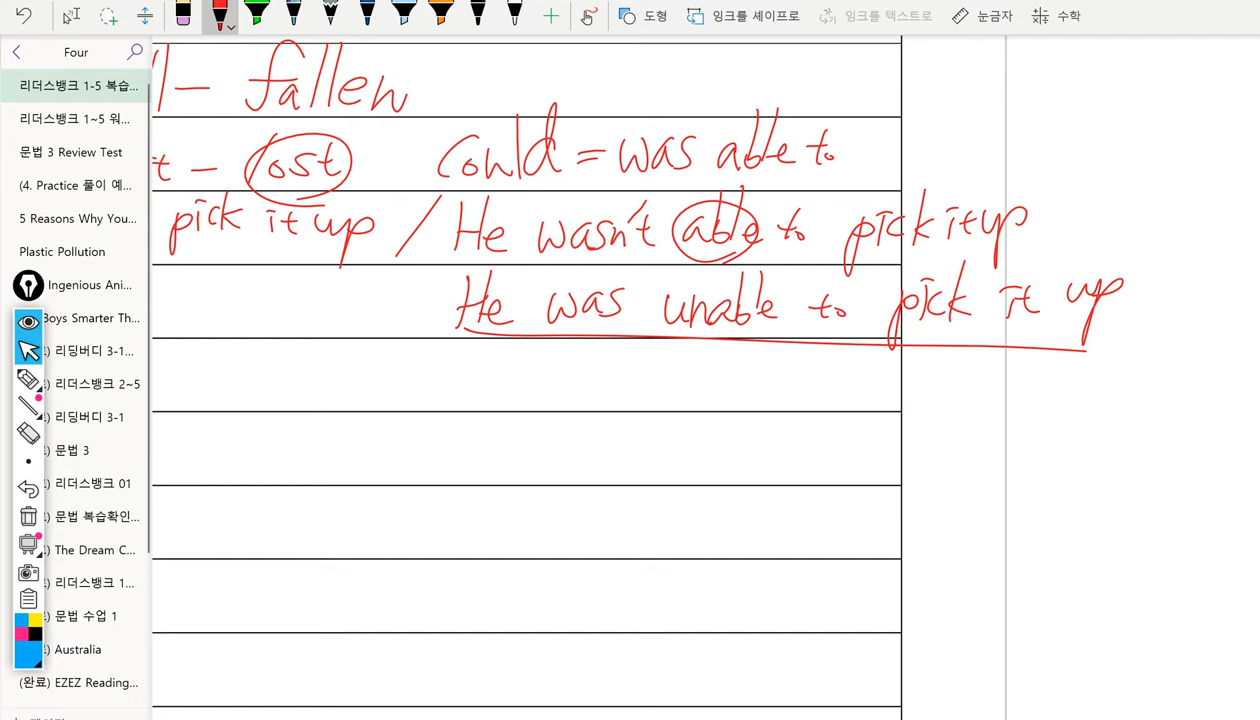 도형
잉크를 셰이프로
잉크를 텍스트로
눈금자
수학
Four
리더스뱅크 1-5 복습...
리더스뱅크 1~5 워...
문법 3 Review Test
(4. Practice 풀이 예...
5 Reasons Why You...
Plastic Pollution
Ingenious Ani...
Boys Smarter Th...
) 리딩버디 3-1...
) 리더스뱅크 2~5
) 리딩버디 3-1
) 문법 3
) 리더스뱅크 01
) 문법 복습확인...
) The Dream C...
) 리더스뱅크 1...
) 문법 수업 1
) Australia
(완료) EZEZ Reading...
ll - fallen
t - cost could = was able to
pick it up / He wasn't able to pick it up
He was unable to pick it up